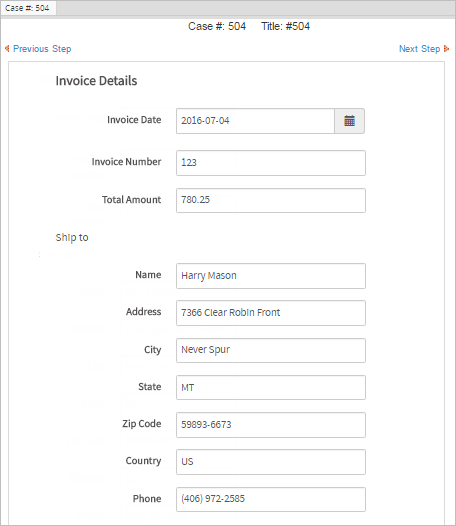 Case #: 504
Case #: 504 Title: #504
Previous Step Next Step
Invoice Details
Invoice Date 2016-07-04
Invoice Number 123
Total Amount 780.25
Ship to
Name Harry Mason
Address 7366 Clear Robin Front
City Never Spur
State MT
Zip Code 59893-6673
Country US
Phone (406) 972-2585